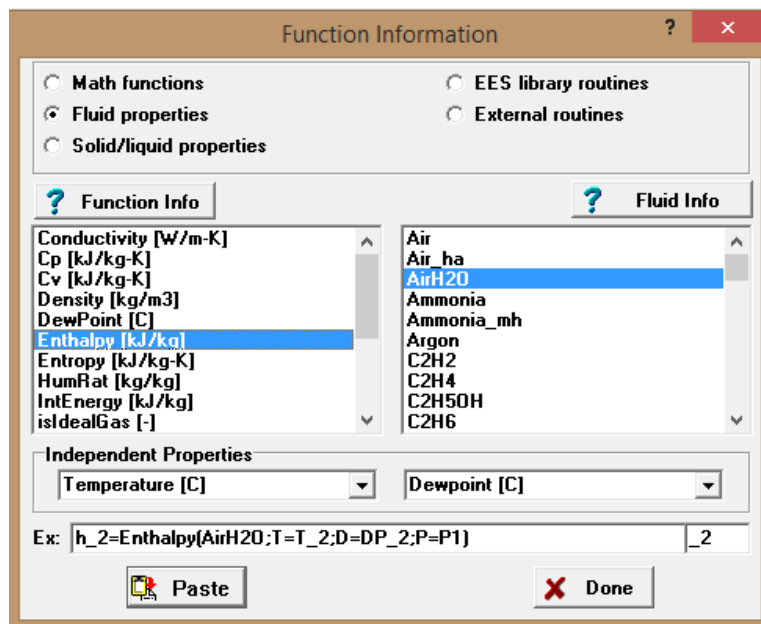 Function Information ? ×
Math functions EES library routines
Fluid properties External routines
Solid/liquid properties
? Function Info ? Fluid Info
Conductivity [W/m-K] Air
Cp [kJ/kg-K] Air_ha
Cv [kJ/kg-K] AirH2O
Density [kg/m3] Ammonia
DewPoint [C] Ammonia_mh
Enthalpy [kJ/kg] Argon
Entropy [kJ/kg-K] C2H2
HumRat [kg/kg] C2H4
IntEnergy [kJ/kg] C2H5OH
isIdealGas [-] C2H6
Independent Properties
Temperature [C] Dewpoint [C]
Ex: h_2=Enthalpy(AirH2O;T=T_2;D=DP_2;P=P1) _2
Paste Done